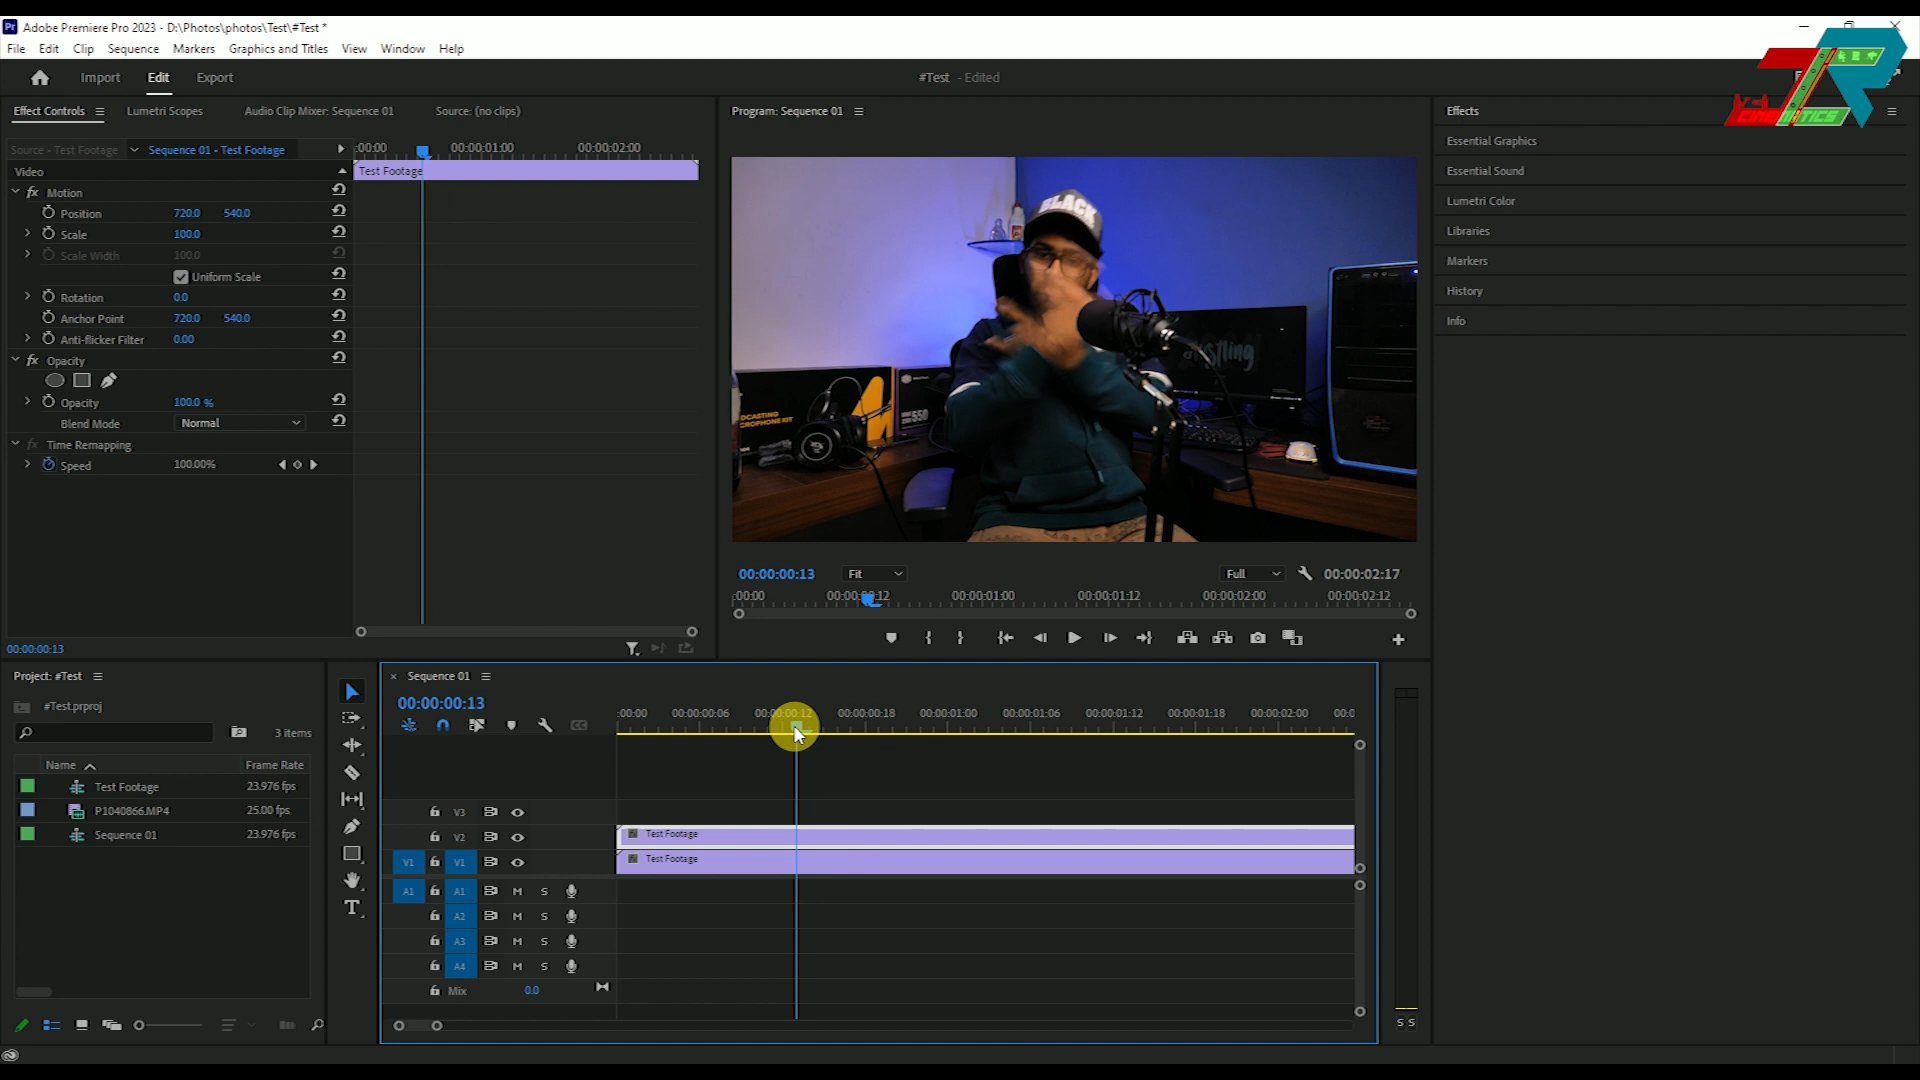 Adobe Premiere Pro 2023 - D:\Photos\photos\Test\#Test *
File Edit Clip Sequence Markers Graphics and Titles View Window Help
Import Edit Export
#Test - Edited
CINEMATICS
Effect Controls Lumetri Scopes Audio Clip Mixer: Sequence 01 Source: (no clips)
Source - Test Footage Sequence 01 - Test Footage
:00:00 00:00:01:00 00:00:02:00
Video
Test Footage
fx Motion
Position 720.0 540.0
Scale 100.0
Scale Width 100.0
Uniform Scale
Rotation 0.0
Anchor Point 720.0 540.0
Anti-flicker Filter 0.00
fx Opacity
Opacity 100.0 %
Blend Mode Normal
fx Time Remapping
Speed 100.00%
00:00:00:13
Program: Sequence 01
BLACK
550
00:00:00:13 Fit Full 00:00:02:17
:00:00 00:00:00:12 00:00:01:00 00:00:01:12 00:00:02:00 00:00:02:12
Effects
Essential Graphics
Essential Sound
Lumetri Color
Libraries
Markers
History
Info
Project: #Test
#Test.prproj
3 items
Name Frame Rate
Test Footage 23.976 fps
P1040866.MP4 25.00 fps
Sequence 01 23.976 fps
T
× Sequence 01
00:00:00:13
CC
:00:00 00:00:00:06 00:00:00:12 00:00:00:18 00:00:01:00 00:00:01:06 00:00:01:12 00:00:01:18 00:00:02:00 00:0
V3
V2 Test Footage
V1 V1 Test Footage
A1 A1 M S
A2 M S
A3 M S
A4 M S
Mix 0.0
S S